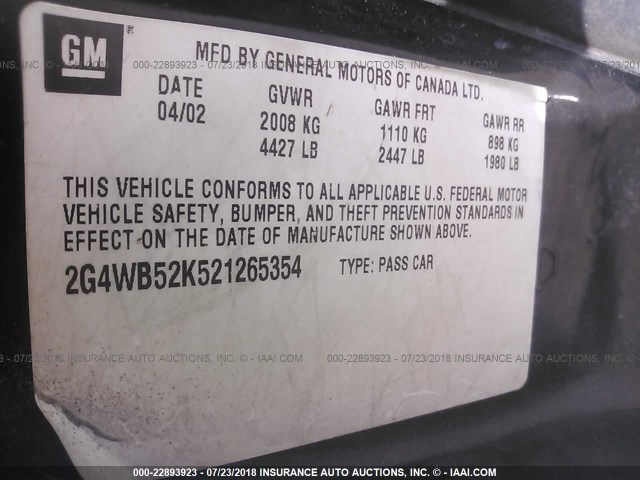 GM
MFD BY GENERAL MOTORS OF CANADA LTD.
DATE GVWR GAWR FRT GAWR RR
04/02 2008 KG 1110 KG 898 KG
4427 LB 2447 LB 1980 LB
THIS VEHICLE CONFORMS TO ALL APPLICABLE U.S. FEDERAL MOTOR
VEHICLE SAFETY, BUMPER, AND THEFT PREVENTION STANDARDS IN
EFFECT ON THE DATE OF MANUFACTURE SHOWN ABOVE.
2G4WB52K521265354 TYPE: PASS CAR
000-22893923 - 07/23/2018 INSURANCE AUTO AUCTIONS, INC. © - IAAI.COM